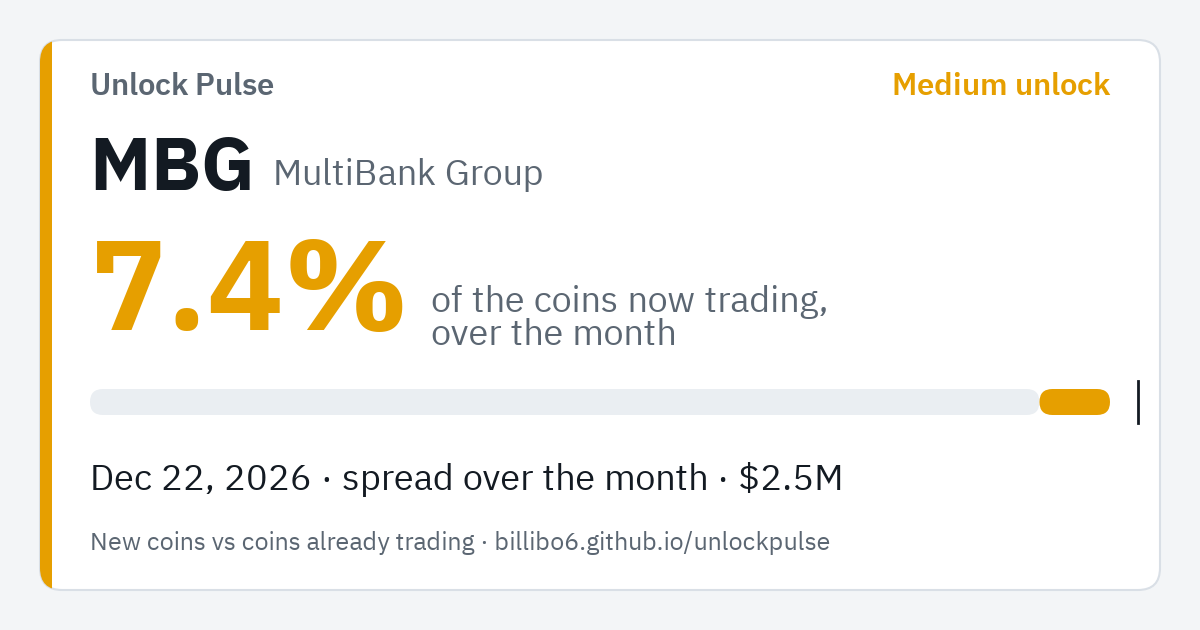 Unlock Pulse
Medium unlock
MBG MultiBank Group
7.4% of the coins now trading,
over the month
Dec 22, 2026 · spread over the month · $2.5M
New coins vs coins already trading · billibo6.github.io/unlockpulse